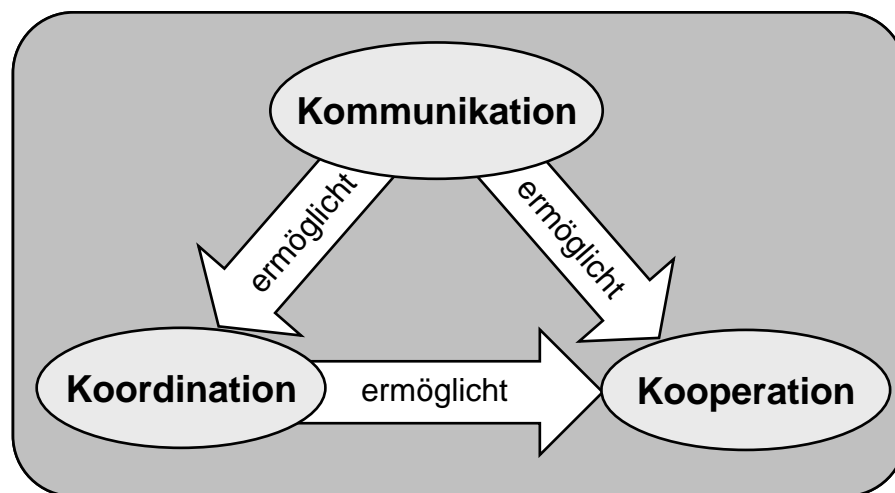 Kommunikation
ermöglicht
ermöglicht
Koordination
ermöglicht
Kooperation